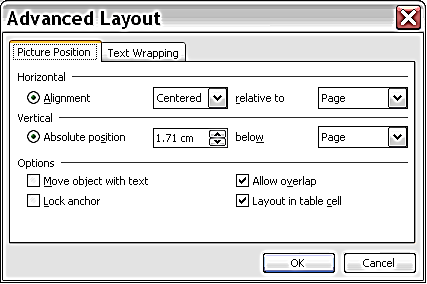 Advanced Layout
Picture Position Text Wrapping
Horizontal
Alignment Centered relative to Page
Vertical
Absolute position 1.71 cm below Page
Options
Move object with text Allow overlap
Lock anchor Layout in table cell
OK Cancel